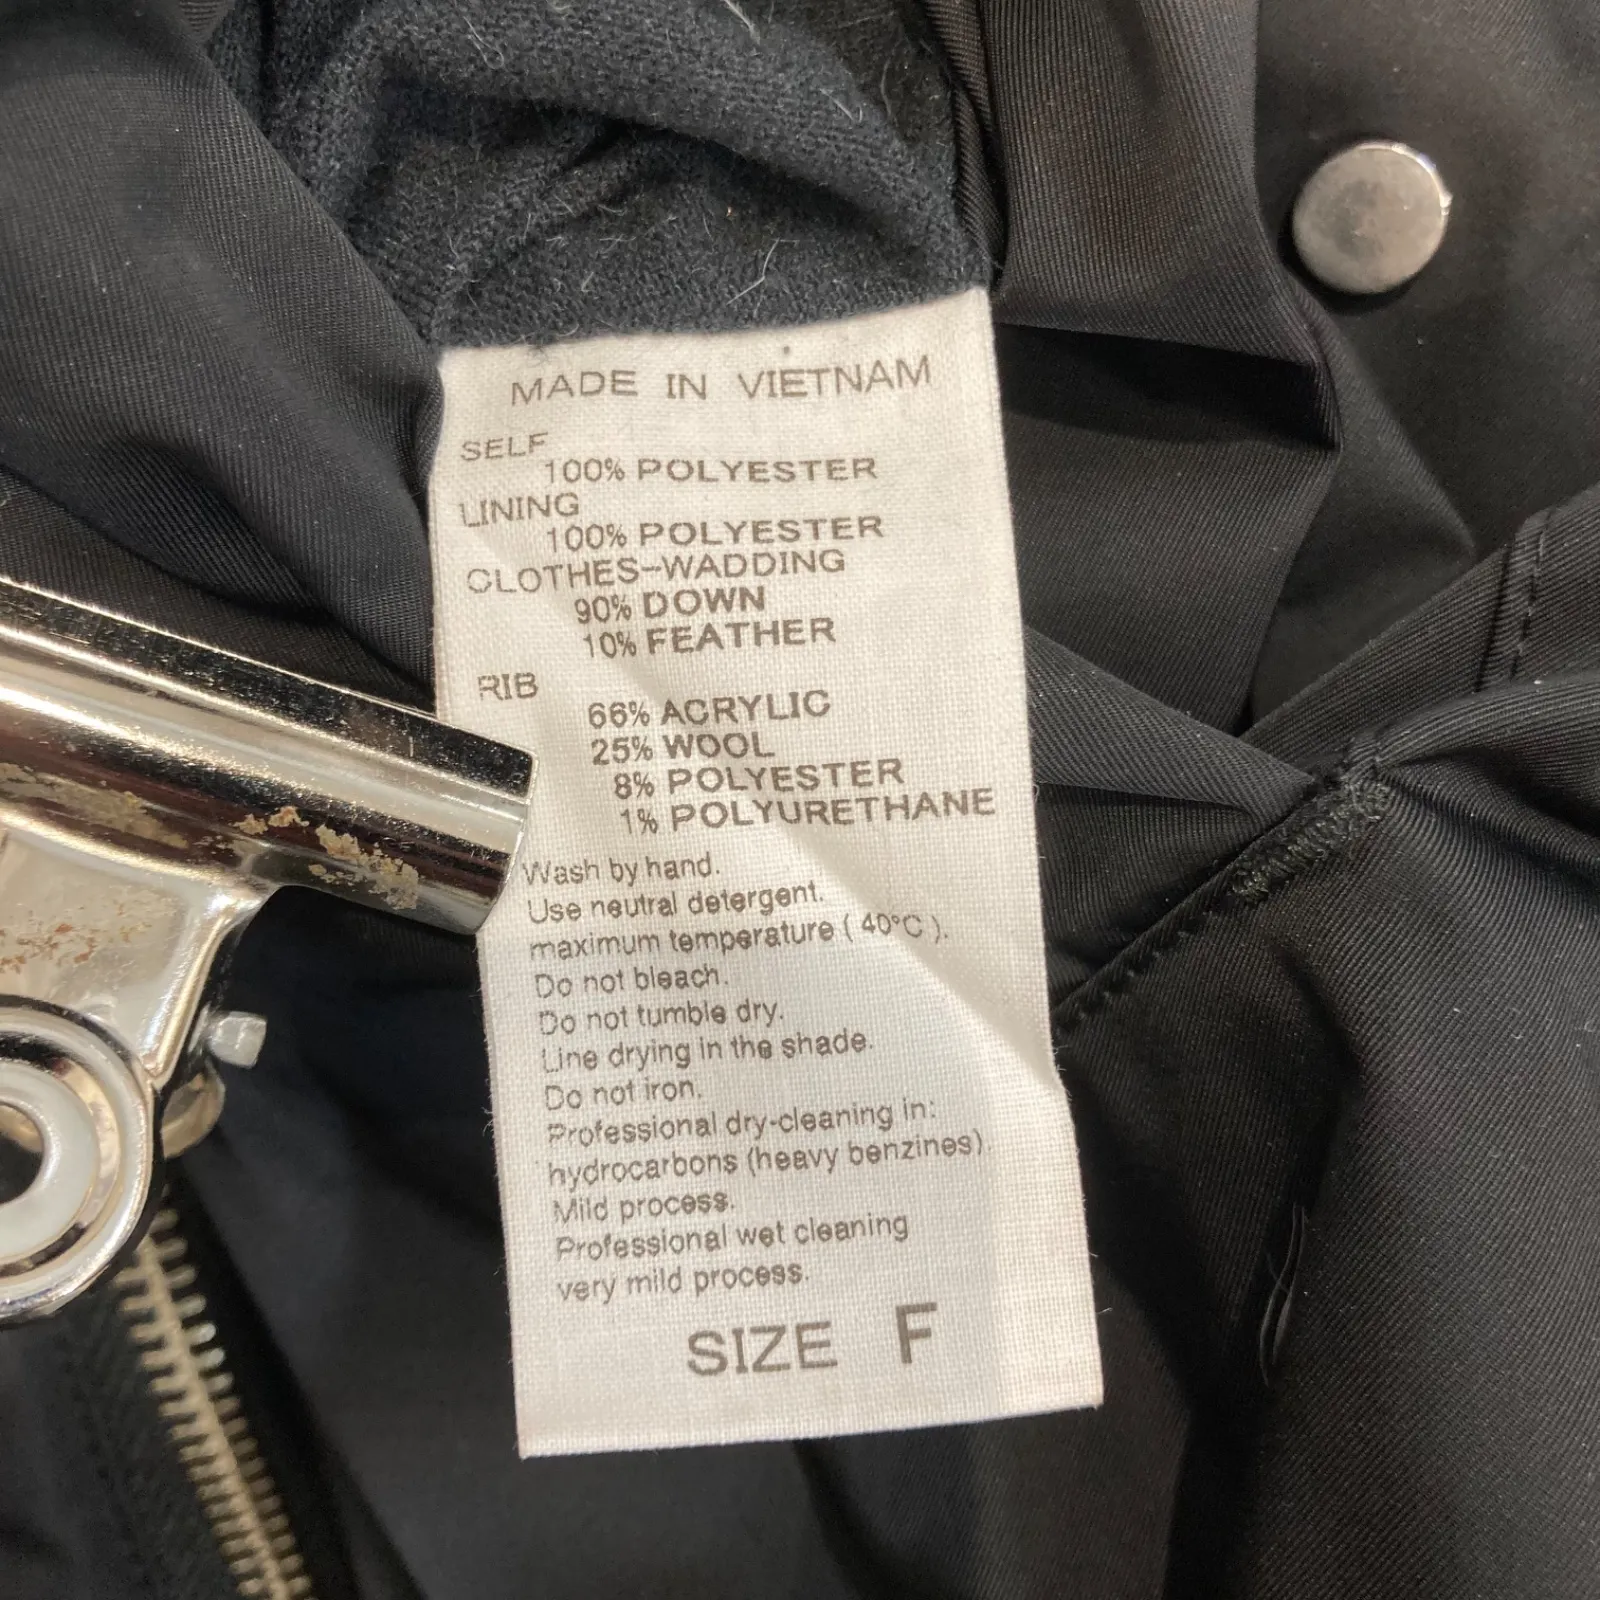 MADE IN VIETNAM
SELF
100% POLYESTER
LINING
100% POLYESTER
CLOTHES-WADDING
90% DOWN
10% FEATHER
RIB
66% ACRYLIC
25% WOOL
8% POLYESTER
1% POLYURETHANE
Wash by hand.
Use neutral detergent.
maximum temperature ( 40°C ).
Do not bleach.
Do not tumble dry.
Line drying in the shade.
Do not iron.
Professional dry-cleaning in:
hydrocarbons (heavy benzines).
Mild process.
Professional wet cleaning
very mild process.
SIZE F